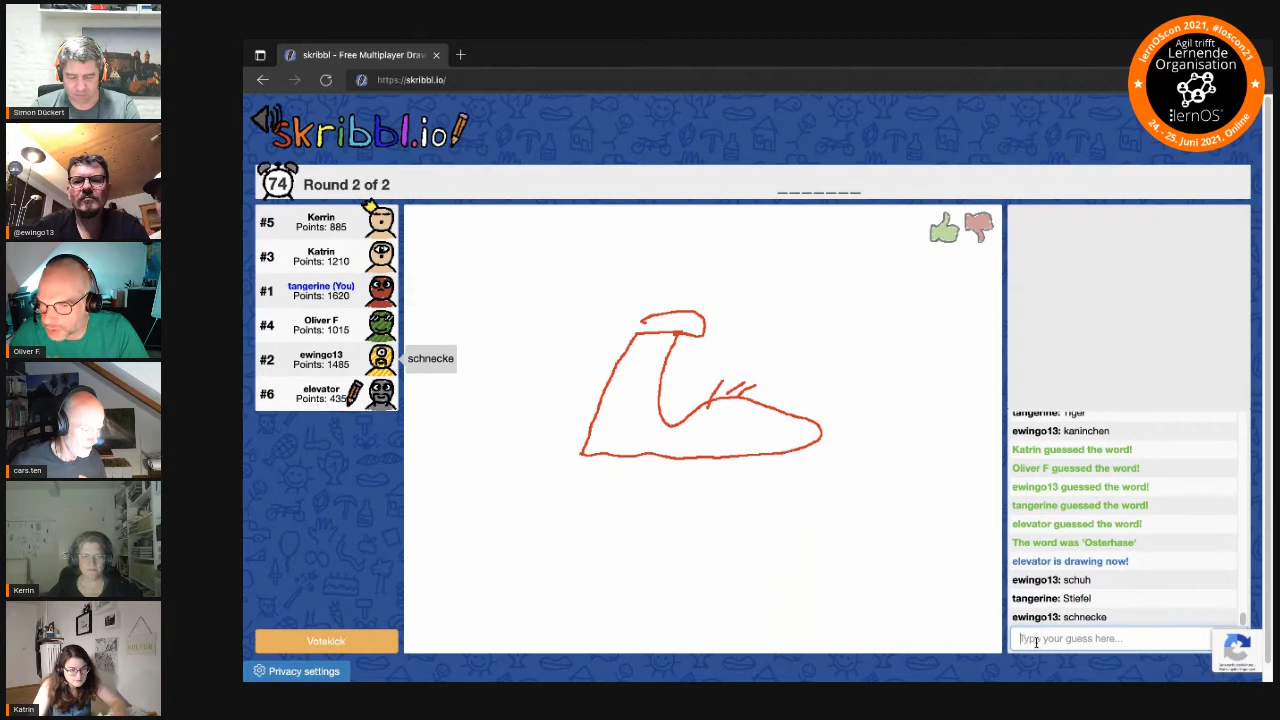 Simon Dückert
@ewingo13
Oliver F.
cars.ten
Kerrin
Katrin
skribbl - Free Multiplayer Draw
https://skribbl.io/
lernOScon 2021, #loscon21
Agil trifft
Lernende
Organisation
lernOS
24. - 25. Juni 2021, Online
skribbl.io
74
Round 2 of 2
_______
#5
Kerrin
Points: 885
#3
Katrin
Points: 1210
#1
tangerine (You)
Points: 1620
#4
Oliver F
Points: 1015
#2
ewingo13
Points: 1485
schnecke
#6
elevator
Points: 435
Votekick
Privacy settings
tangerine: Tiger
ewingo13: kaninchen
Katrin guessed the word!
Oliver F guessed the word!
ewingo13 guessed the word!
tangerine guessed the word!
elevator guessed the word!
The word was 'Osterhase'
elevator is drawing now!
ewingo13: schuh
tangerine: Stiefel
ewingo13: schnecke
Type your guess here...